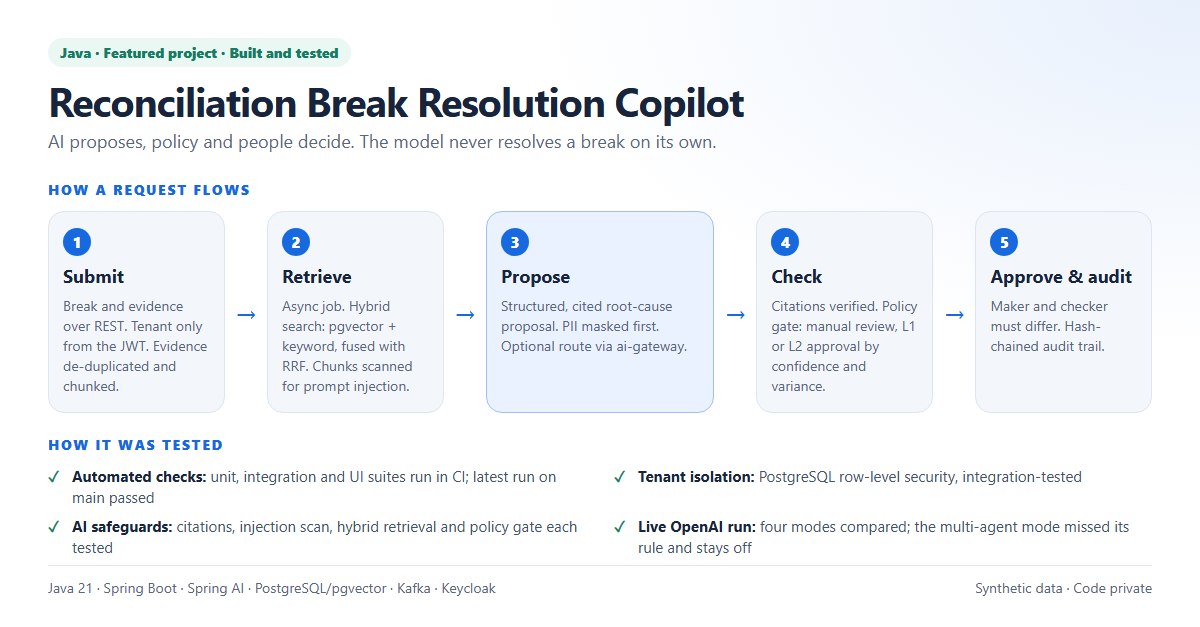 Java · Featured project · Built and tested
Reconciliation Break Resolution Copilot
AI proposes, policy and people decide. The model never resolves a break on its own.
HOW A REQUEST FLOWS
1
Submit
Break and evidence
over REST. Tenant only
from the JWT. Evidence
de-duplicated and
chunked.
→
2
Retrieve
Async job. Hybrid
search: pgvector +
keyword, fused with
RRF. Chunks scanned
for prompt injection.
→
3
Propose
Structured, cited root-cause
proposal. PII masked first.
Optional route via ai-gateway.
→
4
Check
Citations verified. Policy
gate: manual review, L1
or L2 approval by
confidence and
variance.
→
5
Approve & audit
Maker and checker
must differ. Hash-
chained audit trail.
HOW IT WAS TESTED
✓ Automated checks: unit, integration and UI suites run in CI; latest run on
main passed
✓ Tenant isolation: PostgreSQL row-level security, integration-tested
✓ AI safeguards: citations, injection scan, hybrid retrieval and policy gate each
tested
✓ Live OpenAI run: four modes compared; the multi-agent mode missed its
rule and stays off
Java 21 · Spring Boot · Spring AI · PostgreSQL/pgvector · Kafka · Keycloak
Synthetic data · Code private